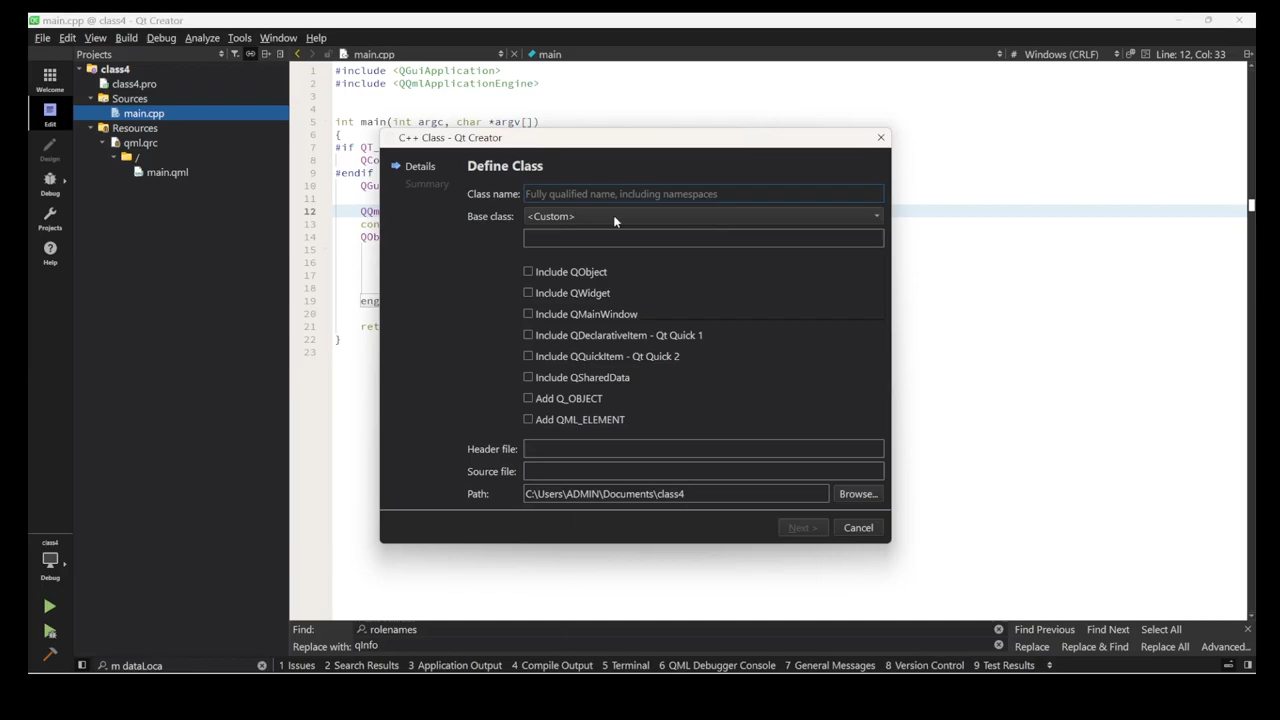 main.cpp @ class4 - Qt Creator
File Edit View Build Debug Analyze Tools Window Help
Projects
main.cpp
main
# Windows (CRLF)
Line: 12, Col: 33
Welcome
Edit
Design
Debug
Projects
Help
class4
class4.pro
Sources
main.cpp
Resources
qml.qrc
/
main.qml
1 #include <QGuiApplication>
2 #include <QQmlApplicationEngine>
3
4
5 int main(int argc, char *argv[])
6 {
7 #if QT_
8 QCo
9 #endif
10 QGu
11
12 QQm
13 con
14 QOb
15
16
17
18
19 eng
20
21 ret
22 }
23
C++ Class - Qt Creator
Details
Summary
Define Class
Class name: Fully qualified name, including namespaces
Base class: <Custom>
Include QObject
Include QWidget
Include QMainWindow
Include QDeclarativeItem - Qt Quick 1
Include QQuickItem - Qt Quick 2
Include QSharedData
Add Q_OBJECT
Add QML_ELEMENT
Header file:
Source file:
Path: C:\Users\ADMIN\Documents\class4 Browse...
Next > Cancel
class4
Debug
Find: rolenames Find Previous Find Next Select All
Replace with: qInfo Replace Replace & Find Replace All Advanced...
m dataLoca
1 Issues 2 Search Results 3 Application Output 4 Compile Output 5 Terminal 6 QML Debugger Console 7 General Messages 8 Version Control 9 Test Results